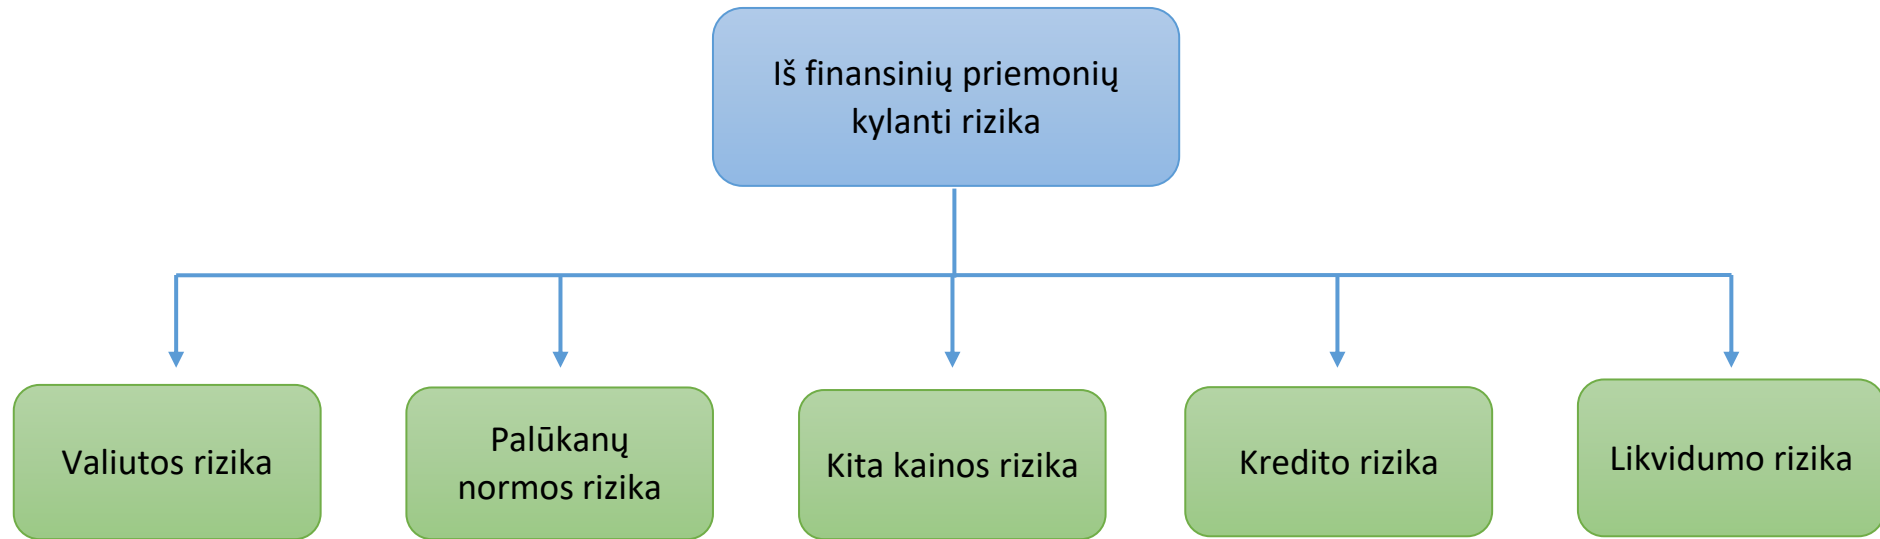 Iš finansinių priemonių
kylanti rizika
Valiutos rizika
Palūkanų
normos rizika
Kita kainos rizika
Kredito rizika
Likvidumo rizika